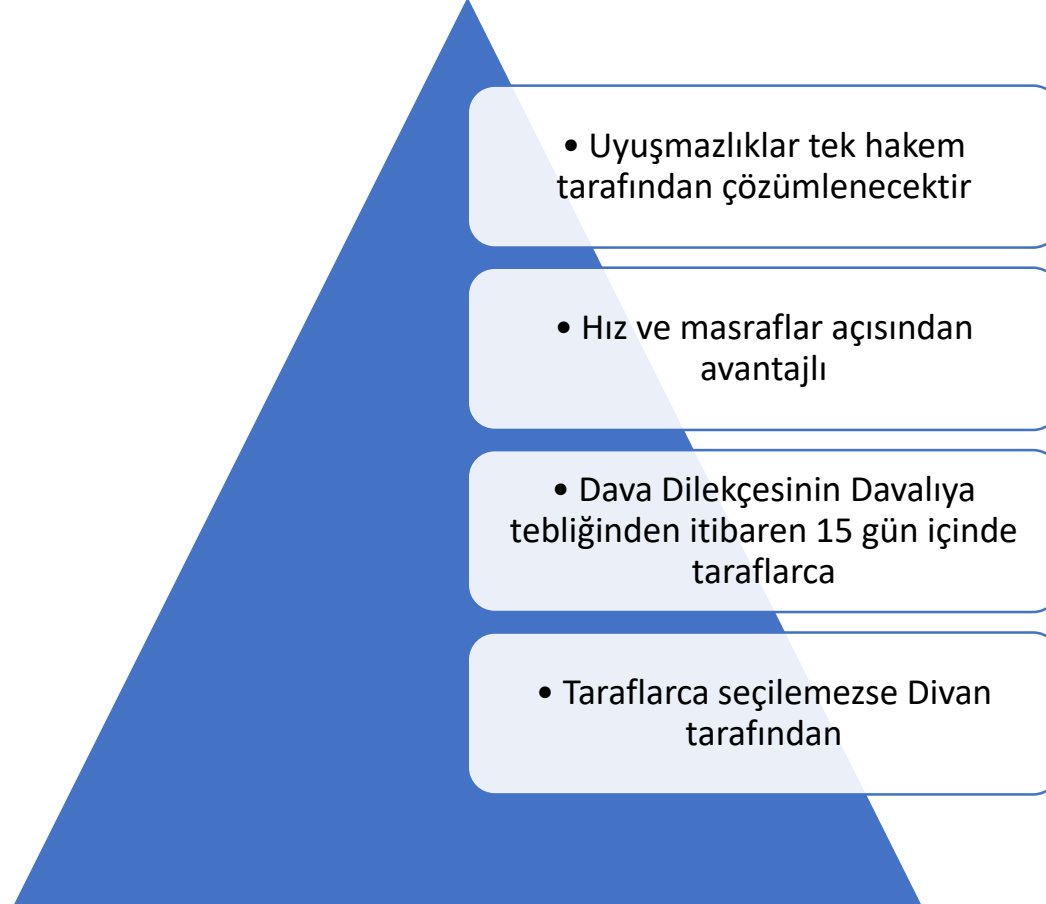 • Uyuşmazlıklar tek hakem
tarafından çözümlenecektir
• Hız ve masraflar açısından
avantajlı
• Dava Dilekçesinin Davalıya
tebliğinden itibaren 15 gün içinde
taraflarca
• Taraflarca seçilemezse Divan
tarafından